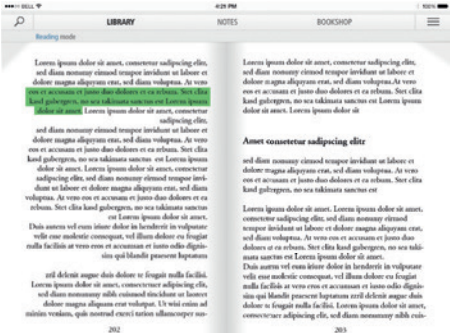 BELL 4:21 PM 100%
LIBRARY NOTES BOOKSHOP
Reading mode
Lorem ipsum dolor sit amet, consetetur sadipscing elitr,
sed diam nonumy eirmod tempor invidunt ut labore et
dolore magna aliquyam erat, sed diam voluptua. At vero
eos et accusam et justo duo dolores et ea rebum. Stet clita
kasd gubergren, no sea takimata sanctus est Lorem ipsum
dolor sit amet. Lorem ipsum dolor sit amet, consetetur
sadipscing elitr,
sed diam nonumy eirmod tempor invidunt ut labore et
dolore magna aliquyam erat, sed diam voluptua. At vero
eos et accusam et justo duo dolores et ea rebum. Stet clita
kasd gubergren, no sea takimata sanctus est Lorem ipsum
dolor sit amet. Lorem ipsum dolor sit amet, consetetur
sadipscing elitr, sed diam nonumy eirmod tempor invi-
dunt ut labore et dolore magna aliquyam erat, sed diam
voluptua. At vero eos et accusam et justo duo dolores et ea
rebum. Stet clita kasd gubergren, no sea takimata sanctus
est Lorem ipsum dolor sit amet.
Duis autem vel eum iriure dolor in hendrerit in vulputate
velit esse molestie consequat, vel illum dolore eu feugiat
nulla facilisis at vero eros et accumsan et iusto odio dignis-
sim qui blandit praesent luptatum
zril delenit augue duis dolore te feugait nulla facilisi.
Lorem ipsum dolor sit amet, consectetuer adipiscing elit,
sed diam nonummy nibh euismod tincidunt ut laoreet
dolore magna aliquam erat volutpat. Ut wisi enim ad
minim veniam, quis nostrud exerci tation ullamcorper sus-
202
Lorem ipsum dolor sit amet, consetetur sadipscing elitr,
sed diam nonumy eirmod tempor invidunt ut labore et
dolore magna aliquyam erat, sed diam voluptua. At vero
eos et accusam et justo duo dolores et ea rebum. Stet clita
kasd gubergren, no sea takimata sanctus est Lorem ipsum
dolor sit amet. Lorem ipsum dolor sit
Amet consetetur sadipscing elitr
sed diam nonumy eirmod tempor invidunt ut labore et
dolore magna aliquyam erat, sed diam voluptua. At vero
eos et accusam et justo duo dolores et ea rebum. Stet clita
kasd gubergren, no sea takimata sanctus est
Lorem ipsum dolor sit amet. Lorem ipsum dolor sit amet,
consetetur sadipscing elitr, sed diam nonumy eirmod
tempor invidunt ut labore et dolore magna aliquyam erat,
sed diam voluptua. At vero eos et accusam et justo duo
dolores et ea rebum. Stet clita kasd gubergren, no sea taki-
mata sanctus est Lorem ipsum dolor sit amet.
Duis autem vel eum iriure dolor in hendrerit in vulputate
velit esse molestie consequat, vel illum dolore eu feugiat
nulla facilisis at vero eros et accumsan et iusto odio dignis-
sim qui blandit praesent luptatum zril delenit augue duis
dolore te feugait nulla facilisi. Lorem ipsum dolor sit amet,
consectetuer adipiscing elit, sed diam nonummy nibh
203